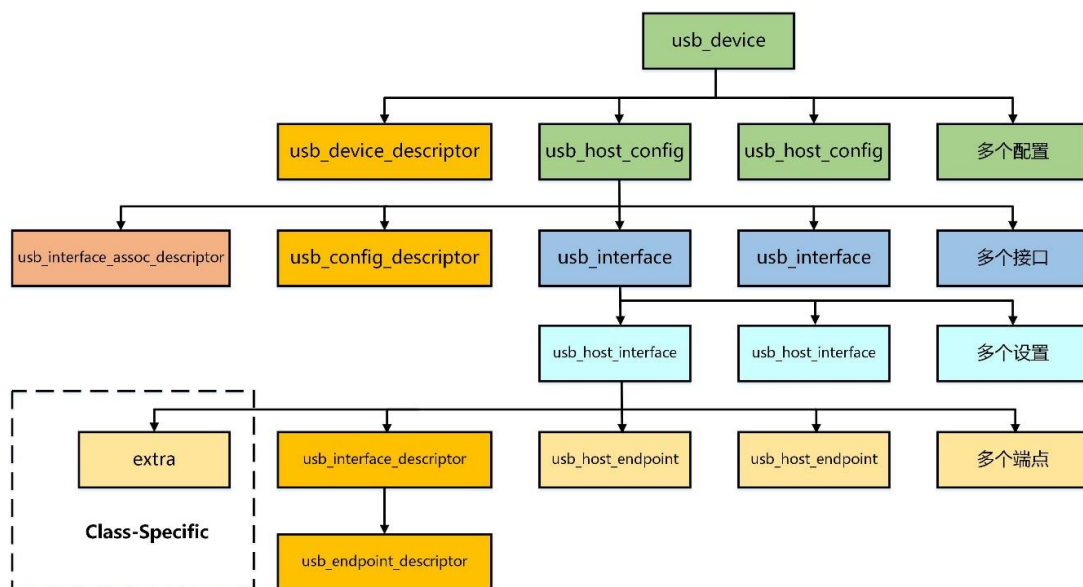 usb_device
usb_device_descriptor
usb_host_config
usb_host_config
多个配置
usb_interface_assoc_descriptor
usb_config_descriptor
usb_interface
usb_interface
多个接口
usb_host_interface
usb_host_interface
多个设置
extra
usb_interface_descriptor
usb_host_endpoint
usb_host_endpoint
多个端点
Class-Specific
usb_endpoint_descriptor